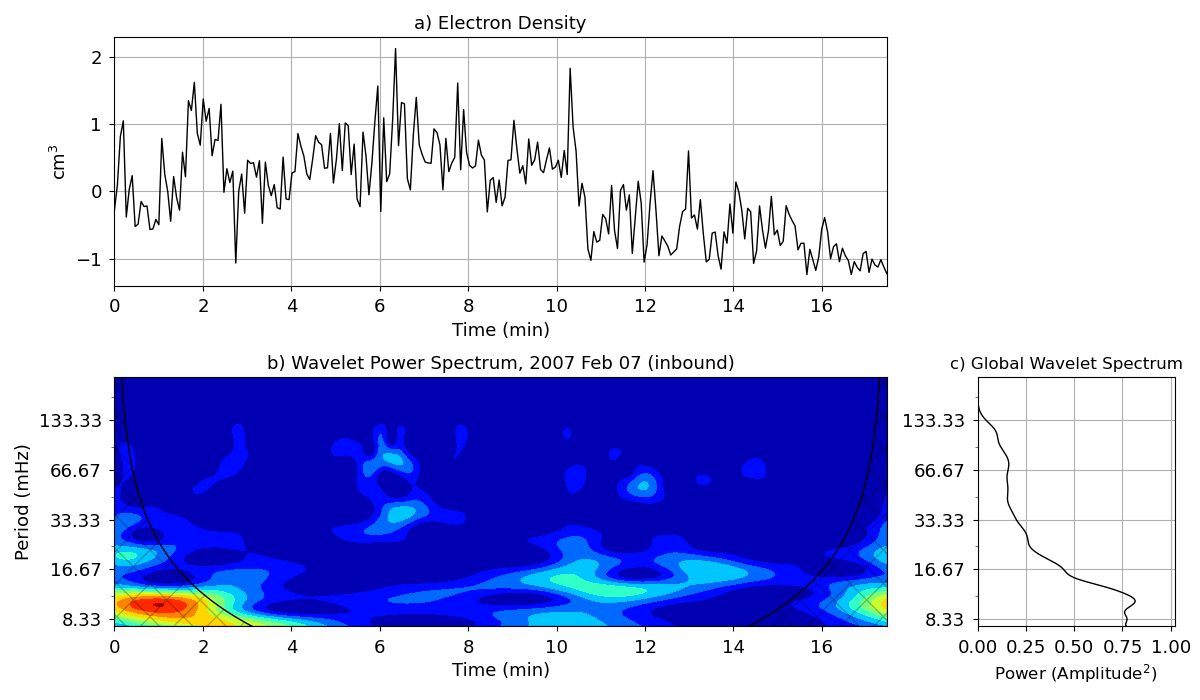 a) Electron Density
2
1
0
−1
cm³
0 2 4 6 8 10 12 14 16
Time (min)
b) Wavelet Power Spectrum, 2007 Feb 07 (inbound)
133.33
66.67
33.33
16.67
8.33
Period (mHz)
0 2 4 6 8 10 12 14 16
Time (min)
c) Global Wavelet Spectrum
133.33
66.67
33.33
16.67
8.33
0.00 0.25 0.50 0.75 1.00
Power (Amplitude²)